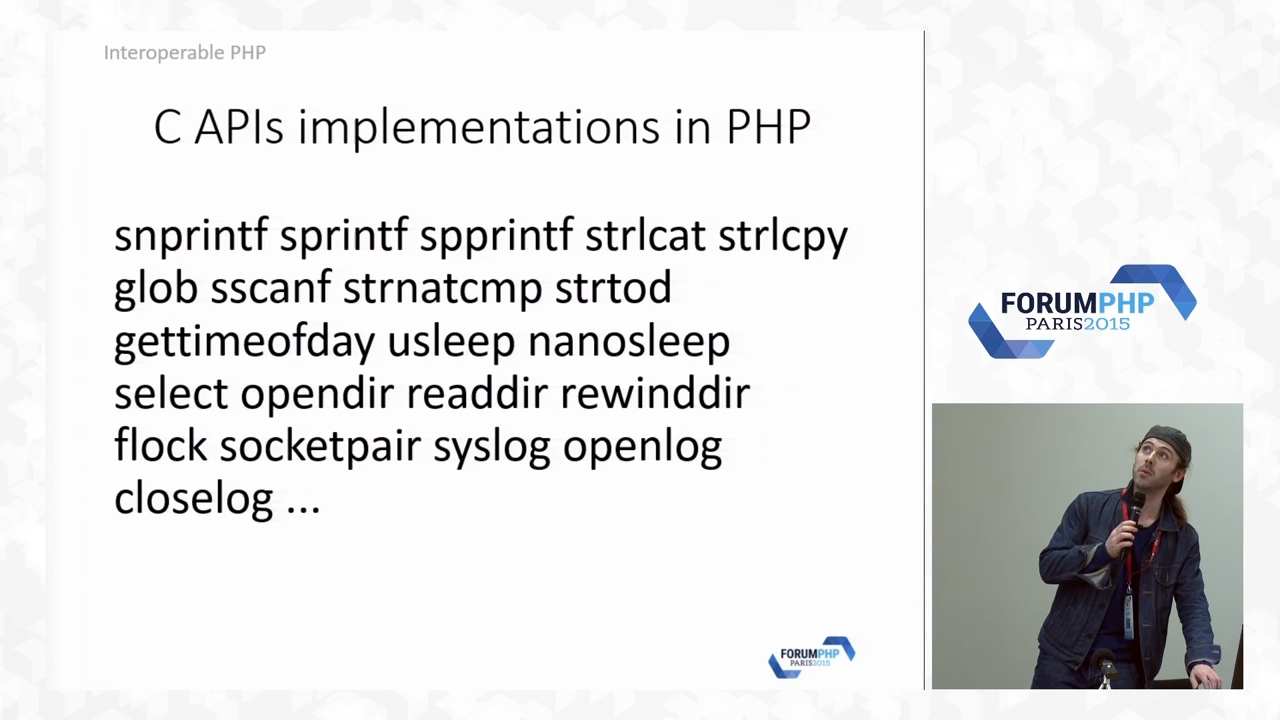 Interoperable PHP
C APIs implementations in PHP
snprintf sprintf spprintf strlcat strlcpy
glob sscanf strnatcmp strtod
gettimeofday usleep nanosleep
select opendir readdir rewinddir
flock socketpair syslog openlog
closelog ...
FORUMPHP
PARIS2015
FORUMPHP
PARIS2015